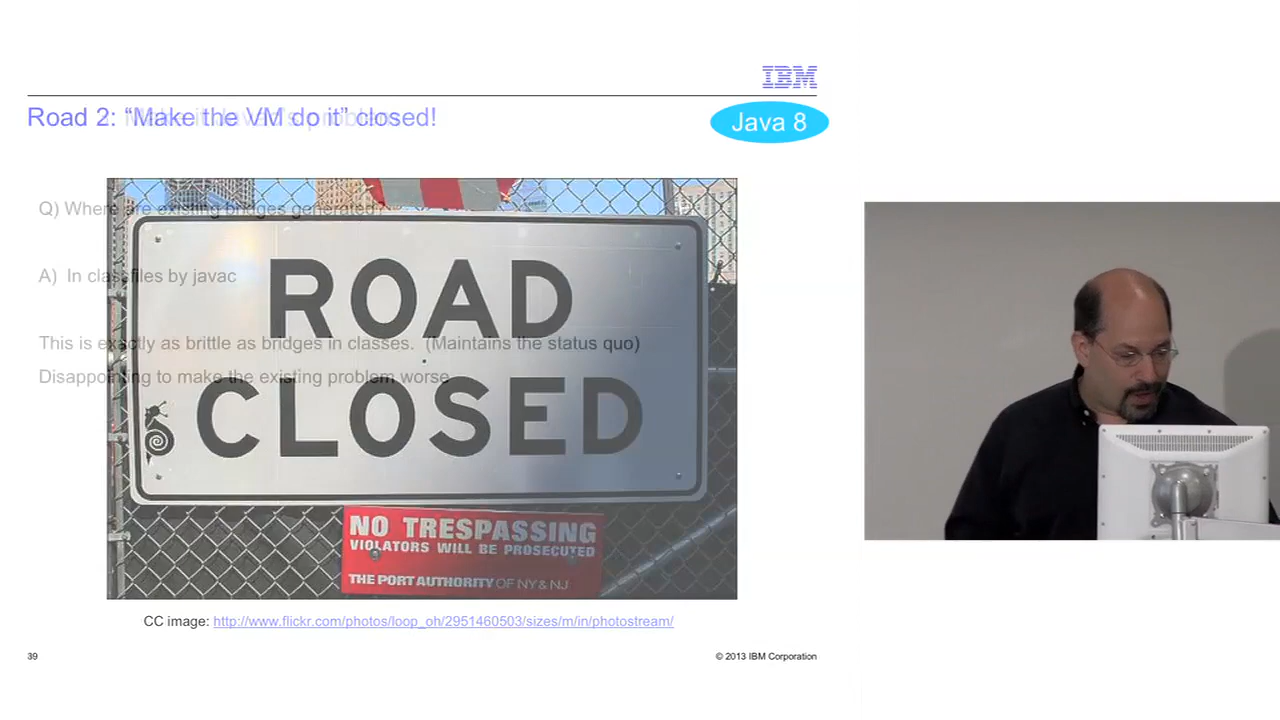 IBM
Road 2: “Make the VM do it” closed!
Java 8
Q) Where are existing bridges generated?
A) In classfiles by javac
This is exactly as brittle as bridges in classes. (Maintains the status quo)
Disappointing to make the existing problem worse
ROAD
CLOSED
NO TRESPASSING
VIOLATORS WILL BE PROSECUTED
THE PORT AUTHORITY OF NY & NJ
CC image: http://www.flickr.com/photos/loop_oh/2951460503/sizes/m/in/photostream/
39
© 2013 IBM Corporation